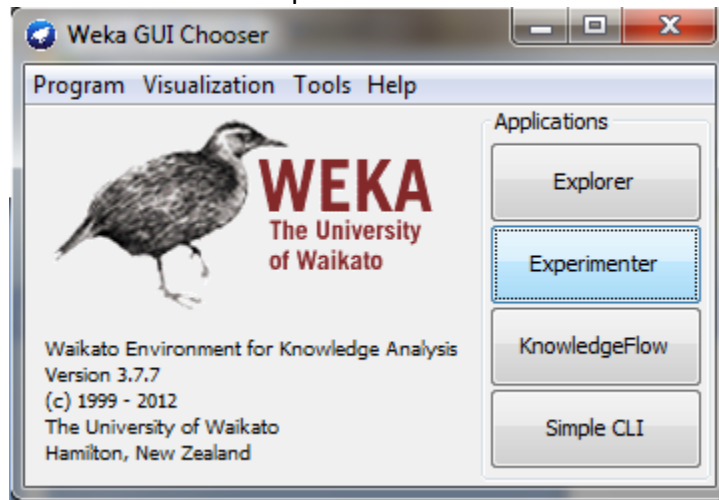 Weka GUI Chooser
Program Visualization Tools Help
WEKA
The University
of Waikato
Waikato Environment for Knowledge Analysis
Version 3.7.7
(c) 1999 - 2012
The University of Waikato
Hamilton, New Zealand
Applications
Explorer
Experimenter
KnowledgeFlow
Simple CLI